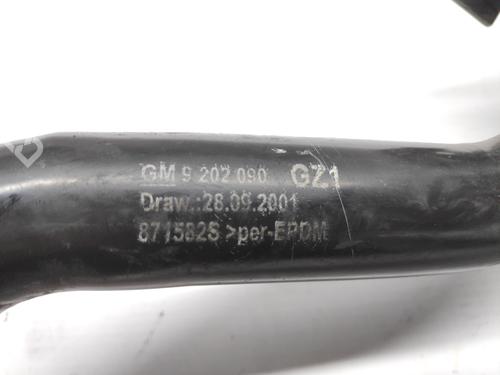 GM 9 202 090 GZ1
Draw.:28.09.2001
871582S >per-EPDM